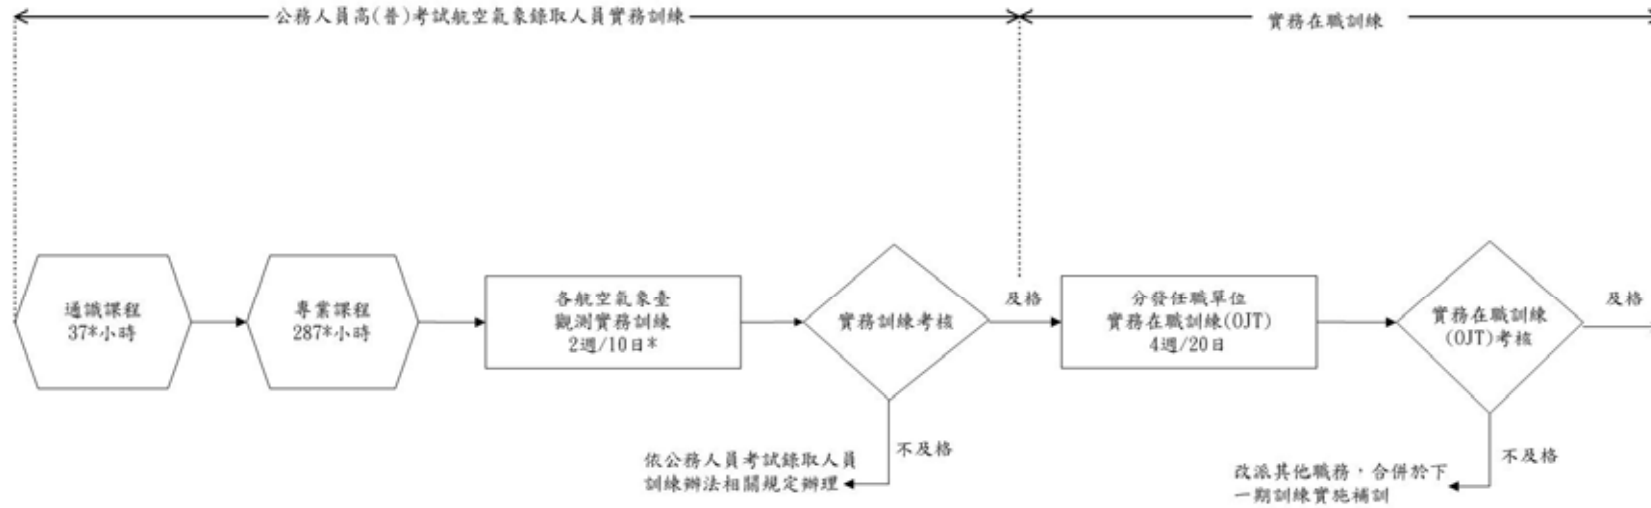 公務人員高(普)考試航空氣象錄取人員實務訓練
實務在職訓練
通識課程
37*小時
專業課程
287*小時
各航空氣象臺
觀測實務訓練
2週/10日*
實務訓練考核
及格
分發任職單位
實務在職訓練(OJT)
4週/20日
實務在職訓練
(OJT)考核
及格
不及格
依公務人員考試錄取人員
訓練辦法相關規定辦理
不及格
改派其他職務，合併於下
一期訓練實施補訓